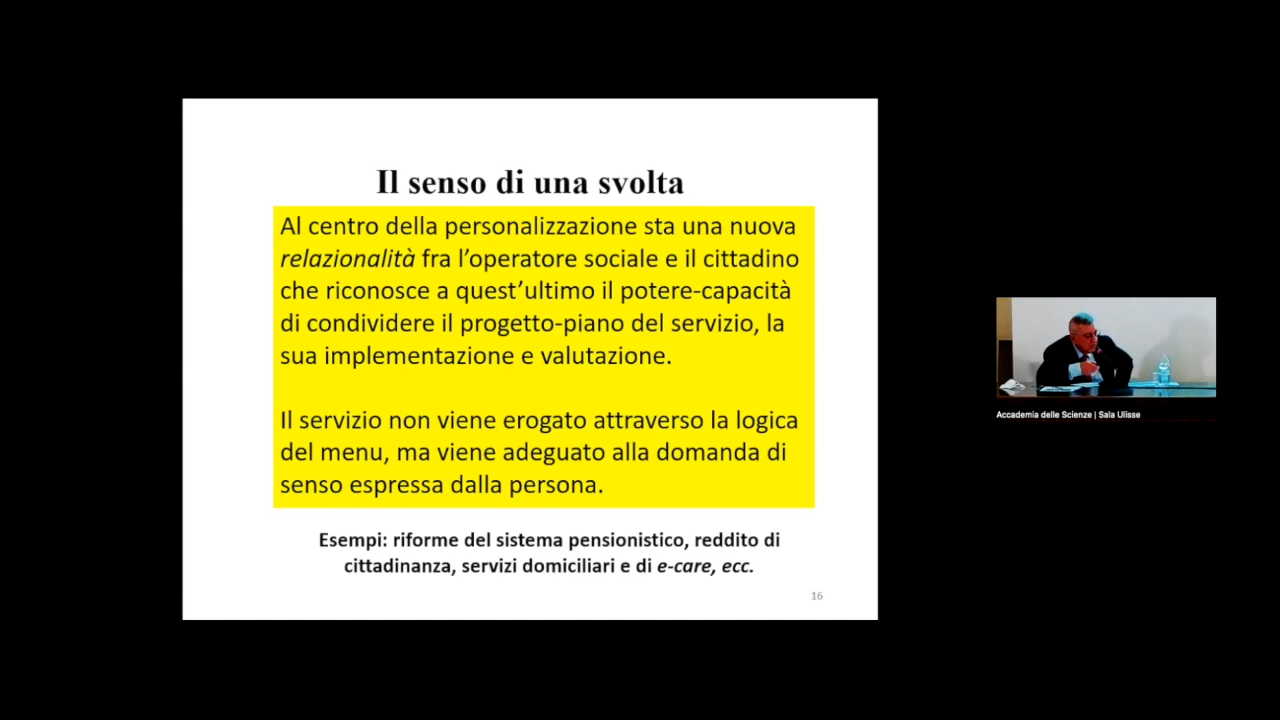 Il senso di una svolta
Al centro della personalizzazione sta una nuova
relazionalità fra l’operatore sociale e il cittadino
che riconosce a quest’ultimo il potere-capacità
di condividere il progetto-piano del servizio, la
sua implementazione e valutazione.
Il servizio non viene erogato attraverso la logica
del menu, ma viene adeguato alla domanda di
senso espressa dalla persona.
Esempi: riforme del sistema pensionistico, reddito di
cittadinanza, servizi domiciliari e di e-care, ecc.
16
Accademia delle Scienze | Sala Ulisse